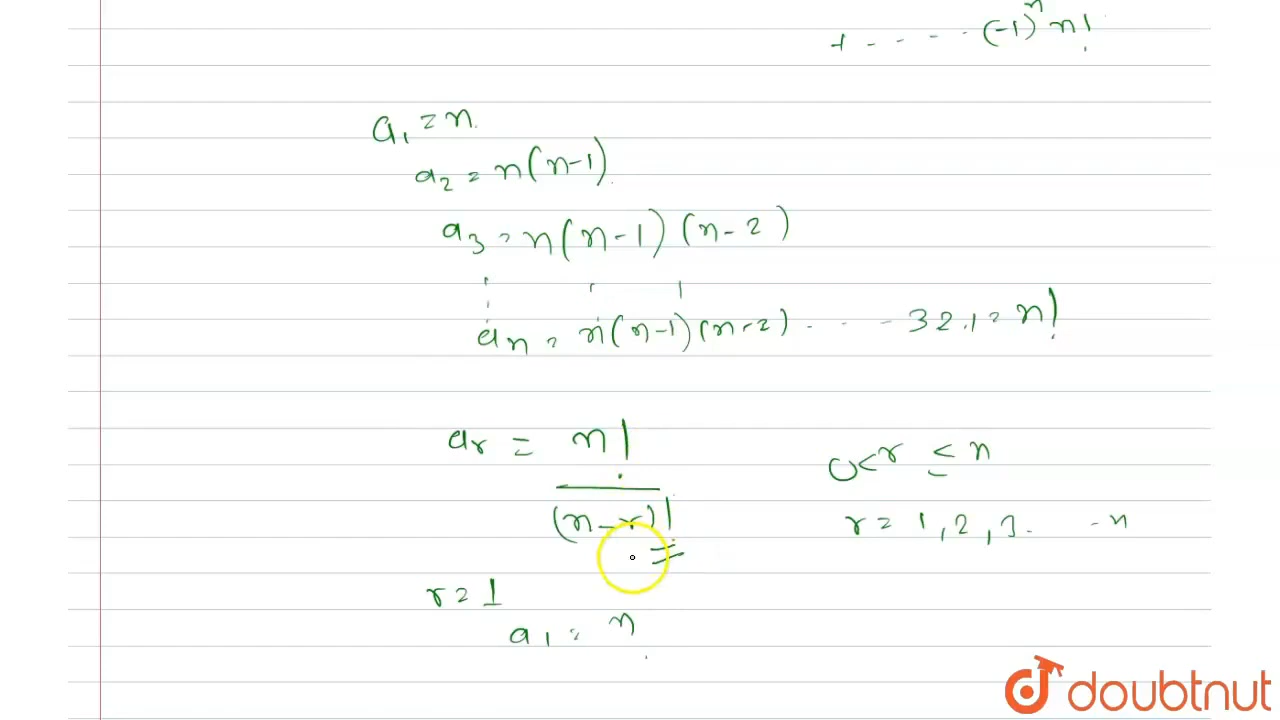 + - - - - - (-1)ⁿ n!
a₁ = n
a₂ = n(n-1)
a₃ = n(n-1)(n-2)
aₙ = n(n-1)(n-2) . - - - 3 2 . 1 = n!
aᵣ = n! / (n-r)!
0 < r ≤ n
r = 1, 2, 3. - - n
r = 1
a₁ = n
doubtnut